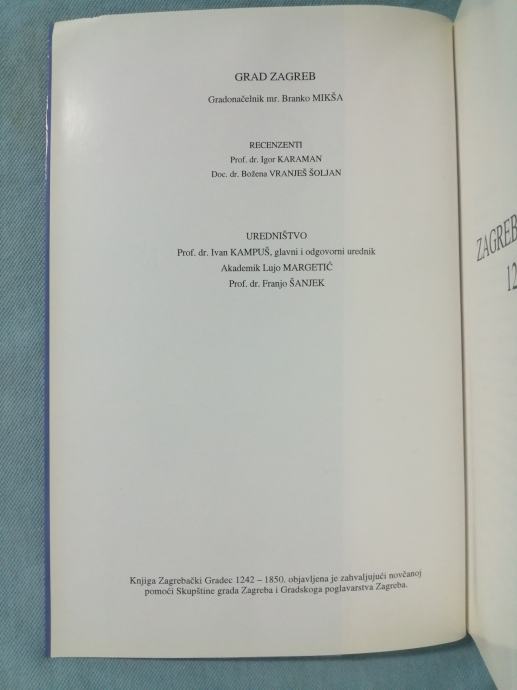 GRAD ZAGREB
Gradonačelnik mr. Branko MIKŠA
RECENZENTI
Prof. dr. Igor KARAMAN
Doc. dr. Božena VRANJEŠ ŠOLJAN
UREDNIŠTVO
Prof. dr. Ivan KAMPUŠ, glavni i odgovorni urednik
Akademik Lujo MARGETIĆ
Prof. dr. Franjo ŠANJEK
Knjiga Zagrebački Gradec 1242 – 1850. objavljena je zahvaljujući novčanoj
pomoći Skupštine grada Zagreba i Gradskoga poglavarstva Zagreba.
ZAGREB
12